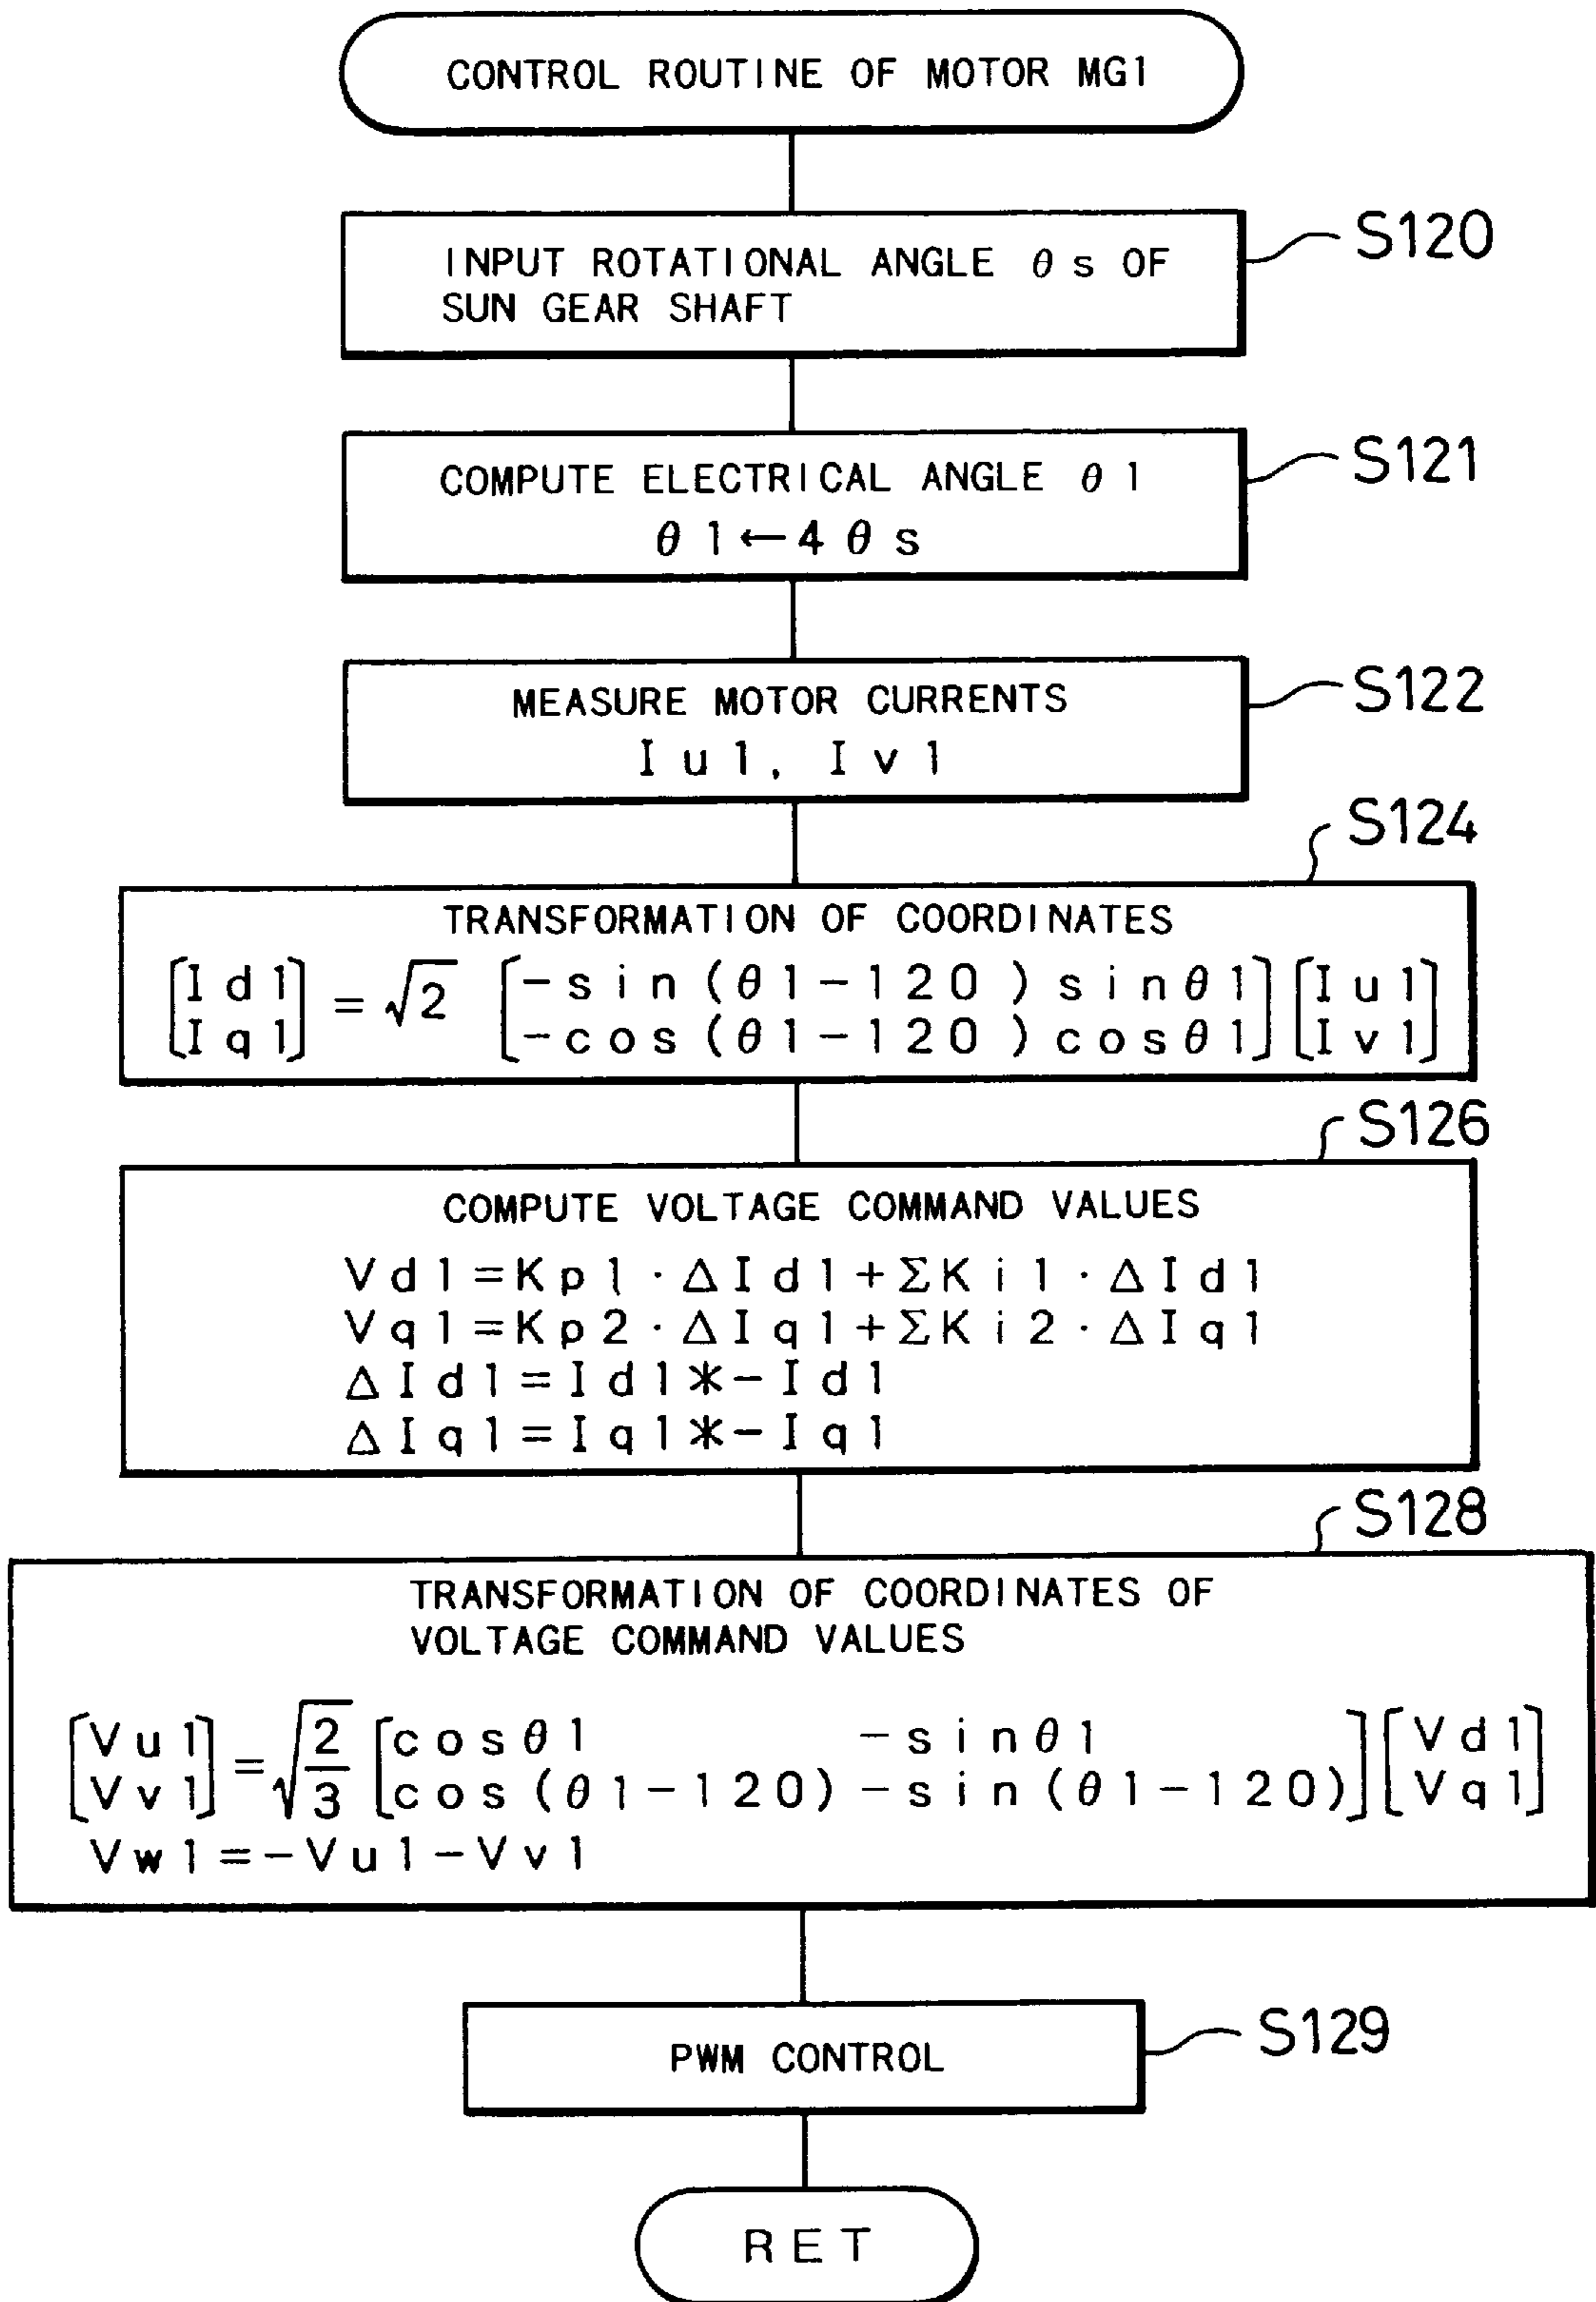 CONTROL ROUTINE OF MOTOR MG1
S120
INPUT ROTATIONAL ANGLE θs OF
SUN GEAR SHAFT
S121
COMPUTE ELECTRICAL ANGLE θ1
θ1←4θs
S122
MEASURE MOTOR CURRENTS
Iu1, Iv1
S124
TRANSFORMATION OF COORDINATES
[Id1] = √2 [-sin(θ1-120) sinθ1] [Iu1]
[Iq1] [-cos(θ1-120) cosθ1] [Iv1]
S126
COMPUTE VOLTAGE COMMAND VALUES
Vd1=Kp1·ΔId1+ΣKi1·ΔId1
Vq1=Kp2·ΔIq1+ΣKi2·ΔIq1
ΔId1=Id1*-Id1
ΔIq1=Iq1*-Iq1
S128
TRANSFORMATION OF COORDINATES OF
VOLTAGE COMMAND VALUES
[Vu1] = √2/3 [cosθ1 -sinθ1] [Vd1]
[Vv1] [cos(θ1-120) -sin(θ1-120)] [Vq1]
Vw1=-Vu1-Vv1
S129
PWM CONTROL
RET